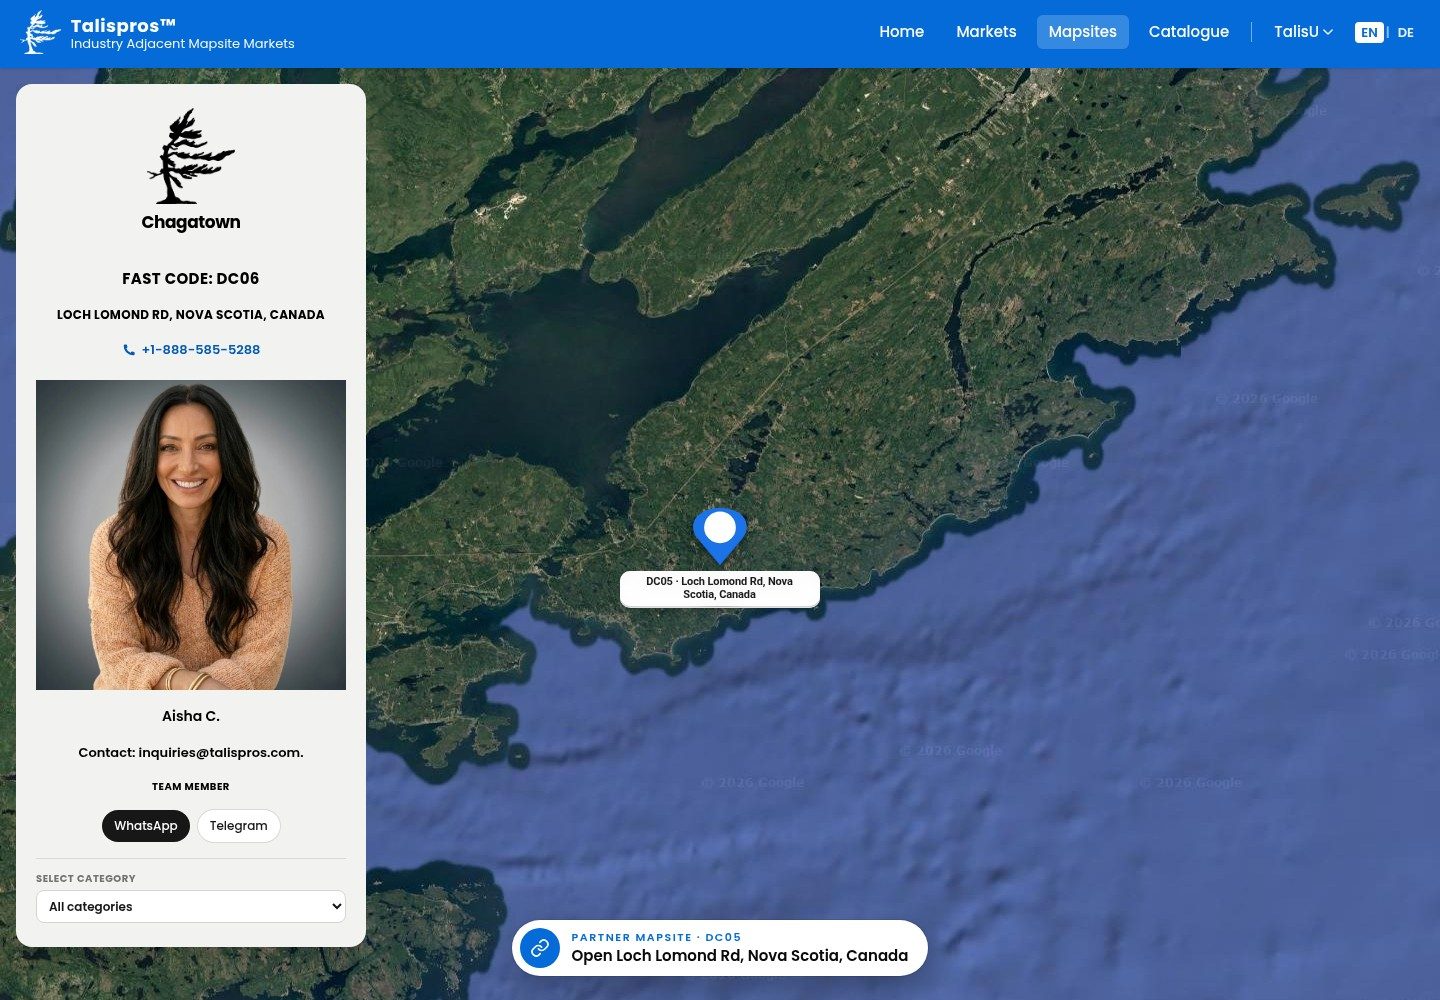 Talispros™
Industry Adjacent Mapsite Markets
Home
Markets
Mapsites
Catalogue
TalisU
EN | DE
Chagatown
FAST CODE: DC06
LOCH LOMOND RD, NOVA SCOTIA, CANADA
+1-888-585-5288
Aisha C.
Contact: inquiries@talispros.com.
TEAM MEMBER
WhatsApp
Telegram
SELECT CATEGORY
All categories
DC05 · Loch Lomond Rd, Nova
Scotia, Canada
© 2026 Google
© 2026 Google
© 2026 Google
© 2026 Google
PARTNER MAPSITE · DC05
Open Loch Lomond Rd, Nova Scotia, Canada